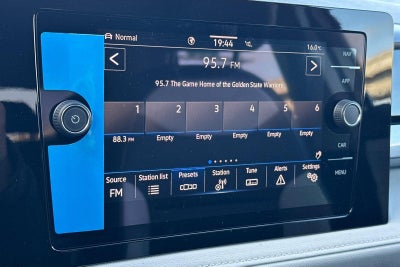 Normal
19:44
16.0°C
NAV
< 95.7 FM >
APP
95.7 The Game Home of the Golden State Warriors
1 2 3 4 5 6
88.3 FM Empty Empty Empty Empty Empty
CAR
Source Station list Presets Station Tune Alerts Settings
FM
MENU